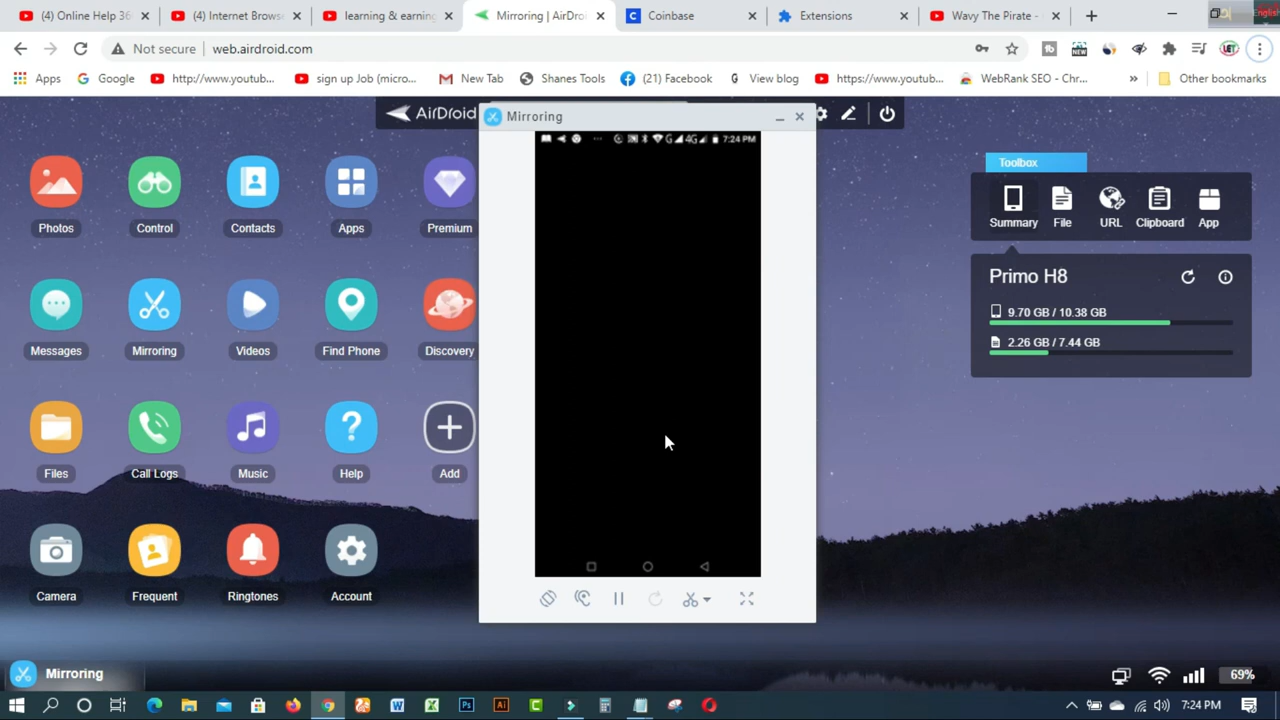 (4) Online Help 36
(4) Internet Brows
learning & earning
Mirroring | AirDro
Coinbase
Extensions
Wavy The Pirate -
English
Not secure
web.airdroid.com
Apps
Google
http://www.youtub...
sign up Job (micro...
New Tab
Shanes Tools
(21) Facebook
View blog
https://www.youtu...
WebRank SEO - Chr...
Other bookmarks
AirDroid
Mirroring
G 4G 7:24 PM
Toolbox
Summary
File
URL
Clipboard
App
Primo H8
9.70 GB / 10.38 GB
2.26 GB / 7.44 GB
Photos
Control
Contacts
Apps
Premium
Messages
Mirroring
Videos
Find Phone
Discovery
Files
Call Logs
Music
Help
Add
Camera
Frequent
Ringtones
Account
Mirroring
69%
7:24 PM